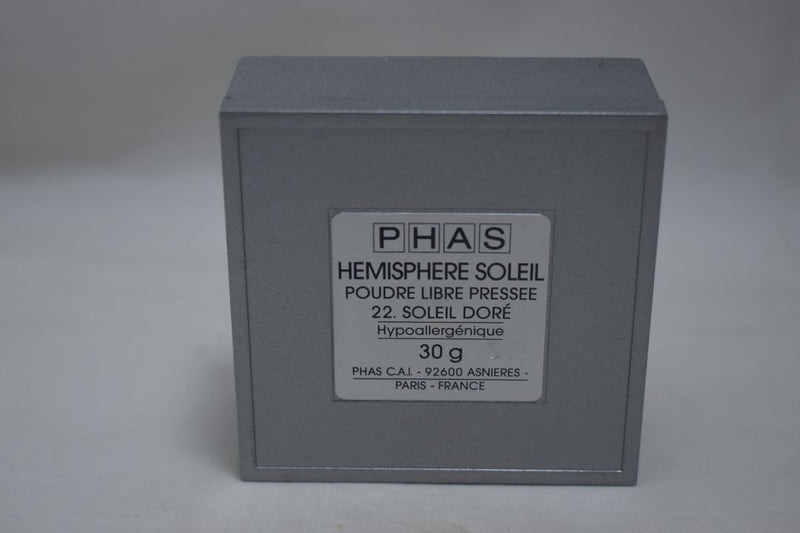 PHAS
HEMISPHERE SOLEIL
POUDRE LIBRE PRESSEE
22. SOLEIL DORÉ
Hypoallergénique
30 g
PHAS C.A.I. - 92600 ASNIERES -
PARIS - FRANCE